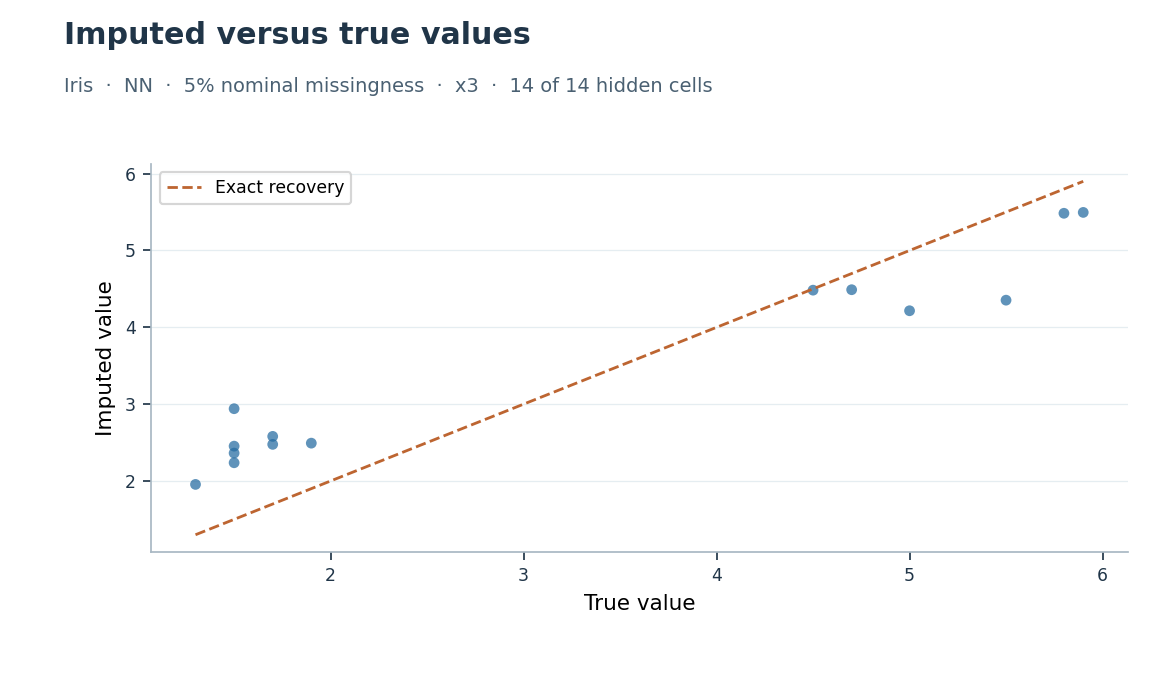 Imputed versus true values
Iris · NN · 5% nominal missingness · x3 · 14 of 14 hidden cells
Exact recovery
Imputed value
6
5
4
3
2
2
3
4
5
6
True value